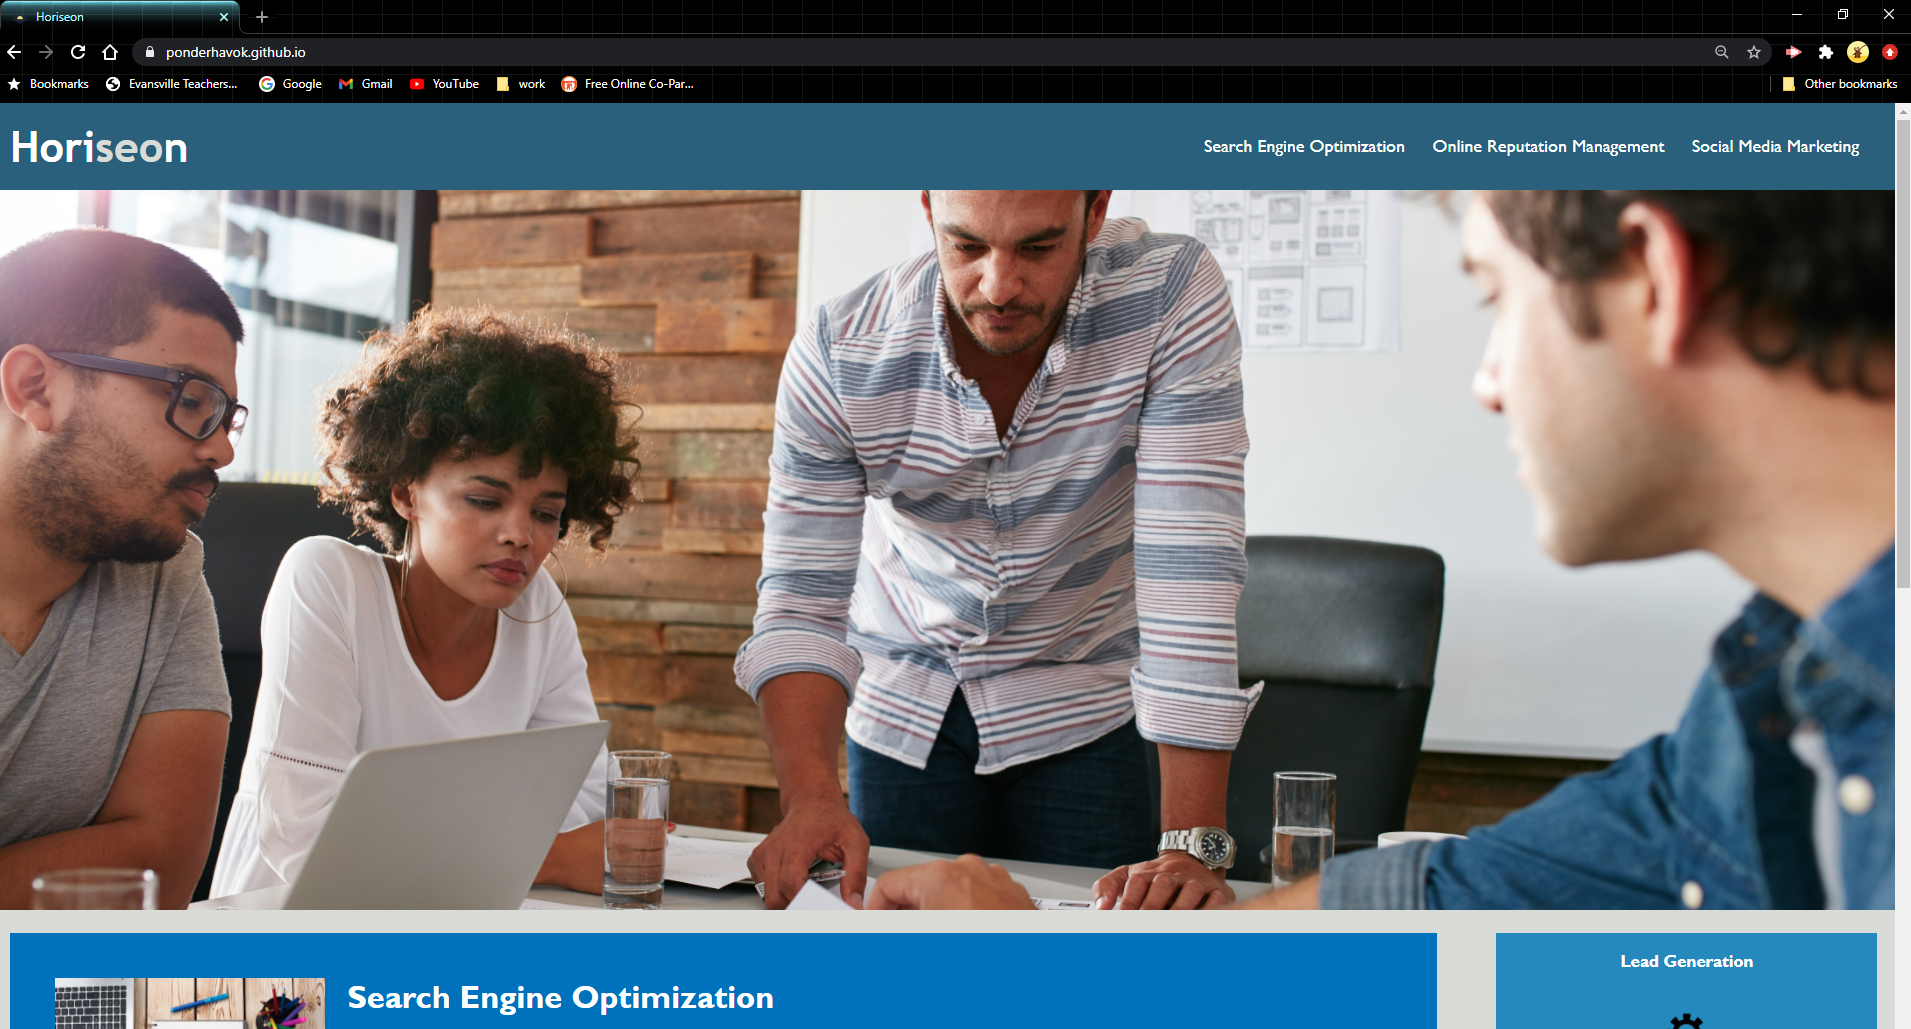 Horiseon
ponderhavok.github.io
Bookmarks Evansville Teachers... Google Gmail YouTube work Free Online Co-Par... Other bookmarks
Horiseon Search Engine Optimization Online Reputation Management Social Media Marketing
Search Engine Optimization
Lead Generation